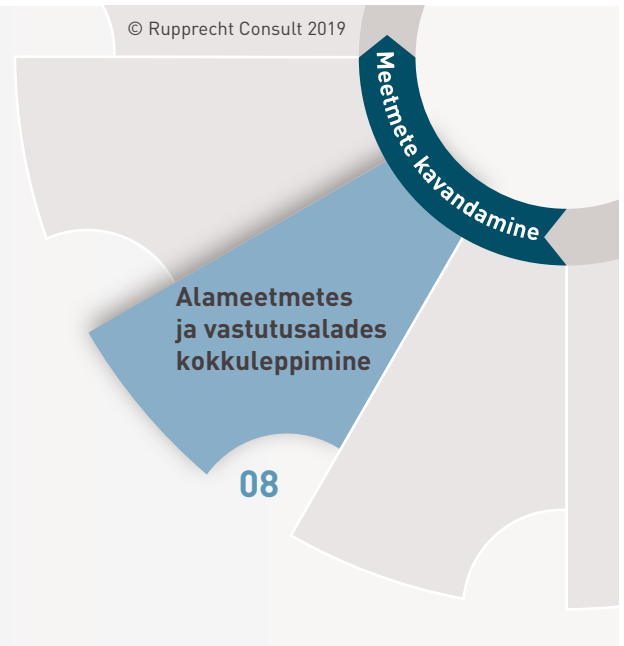 © Rupprecht Consult 2019
Meetmete kavandamine
Alameetmetes
ja vastutusalades
kokkuleppimine
08